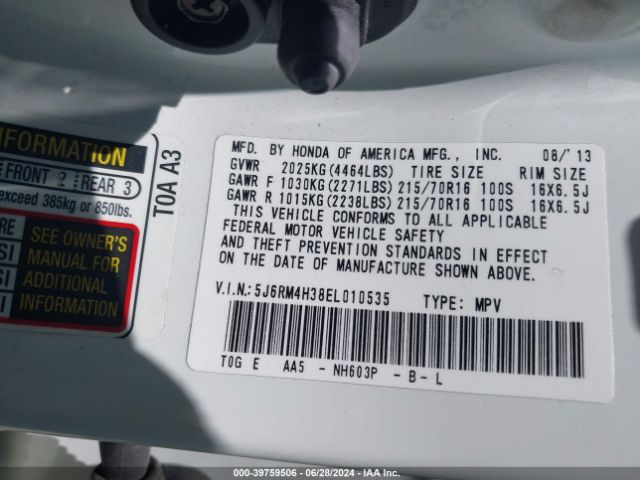 MFD. BY HONDA OF AMERICA MFG., INC. 08/'13
GVWR 2025KG(4464LBS) TIRE SIZE RIM SIZE
GAWR F 1030KG(2271LBS) 215/70R16 100S 16X6.5J
GAWR R 1015KG(2238LBS) 215/70R16 100S 16X6.5J
THIS VEHICLE CONFORMS TO ALL APPLICABLE
FEDERAL MOTOR VEHICLE SAFETY
AND THEFT PREVENTION STANDARDS IN EFFECT
ON THE DATE OF MANUFACTURE SHOWN ABOVE.
V.I.N.:5J6RM4H38EL010535 TYPE: MPV
T0G E AA5 - NH603P - B - L
FORMATION
FRONT 2 REAR 3
exceed 385kg or 850lbs.
SEE OWNER'S
MANUAL FOR
ADDITIONAL
INFORMATION
T0A A3
000-39759506 - 06/28/2024 - IAA Inc.